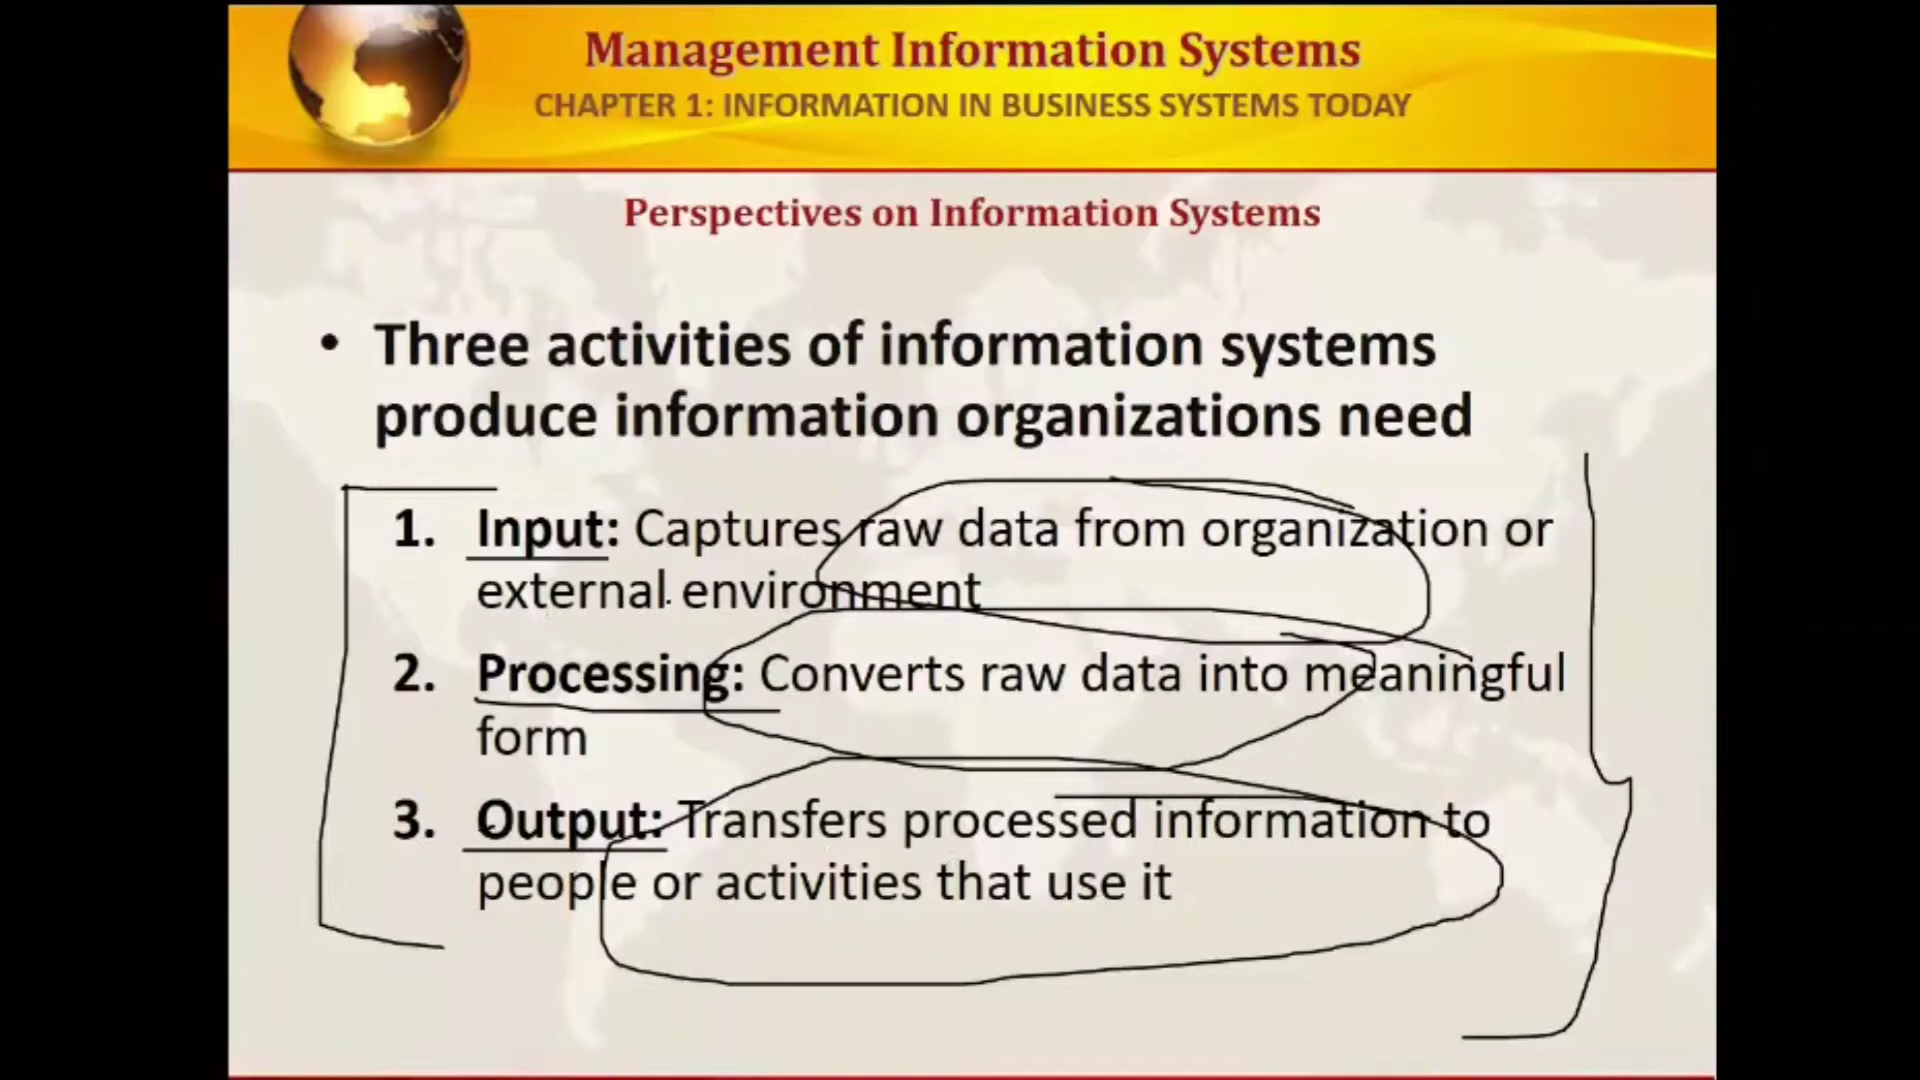 Management Information Systems
CHAPTER 1: INFORMATION IN BUSINESS SYSTEMS TODAY
Perspectives on Information Systems
• Three activities of information systems
produce information organizations need
1. Input: Captures raw data from organization or
external environment
2. Processing: Converts raw data into meaningful
form
3. Output: Transfers processed information to
people or activities that use it